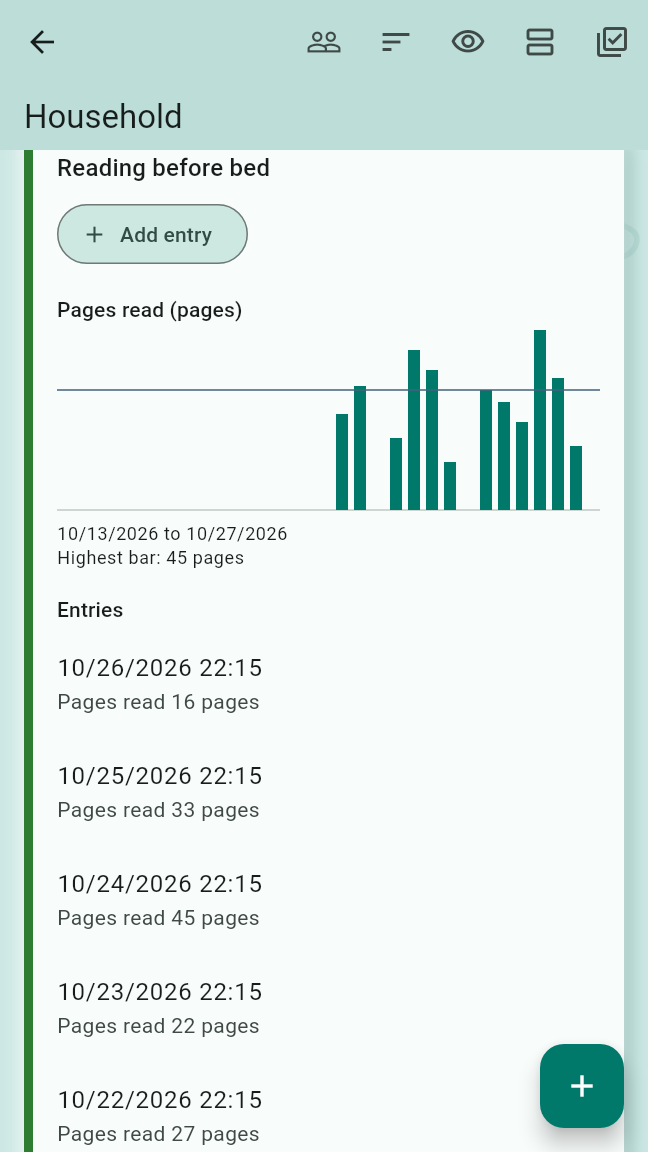 Household
Reading before bed
Add entry
Pages read (pages)
10/13/2026 to 10/27/2026
Highest bar: 45 pages
Entries
10/26/2026 22:15
Pages read 16 pages
10/25/2026 22:15
Pages read 33 pages
10/24/2026 22:15
Pages read 45 pages
10/23/2026 22:15
Pages read 22 pages
10/22/2026 22:15
Pages read 27 pages